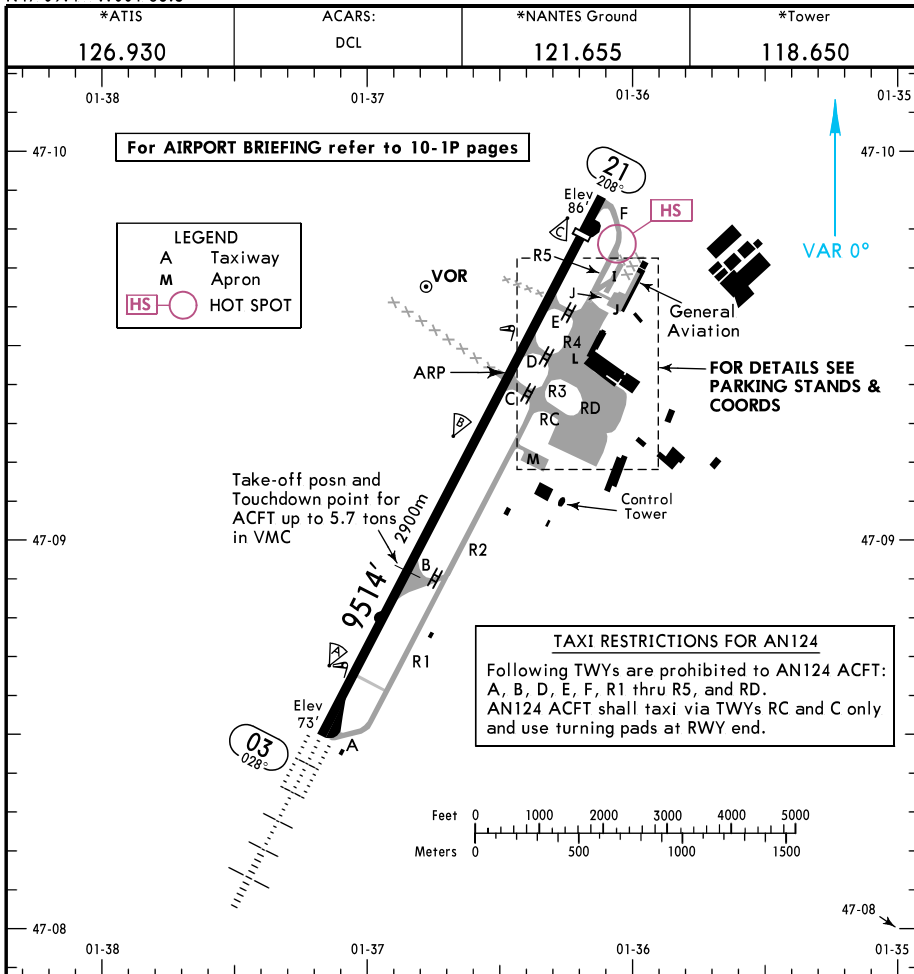 *ATIS
126.930
ACARS:
DCL
*NANTES Ground
121.655
*Tower
118.650
01-38
01-37
01-36
01-35
47-10
47-10
For AIRPORT BRIEFING refer to 10-1P pages
21
208°
Elev
86'
F
HS
C
VAR 0°
LEGEND
A Taxiway
M Apron
HS HOT SPOT
R5
I
VOR
J
J
General
Aviation
E
R4
L
D
ARP
FOR DETAILS SEE
PARKING STANDS &
COORDS
C
R3
RD
RC
B
M
Take-off posn and
Touchdown point for
ACFT up to 5.7 tons
in VMC
2900m
Control
Tower
47-09
47-09
R2
B
9514'
R1
A
TAXI RESTRICTIONS FOR AN124
Following TWYs are prohibited to AN124 ACFT:
A, B, D, E, F, R1 thru R5, and RD.
AN124 ACFT shall taxi via TWYs RC and C only
and use turning pads at RWY end.
Elev
73'
03
028°
A
Feet 0 1000 2000 3000 4000 5000
Meters 0 500 1000 1500
47-08
47-08
01-38
01-37
01-36
01-35